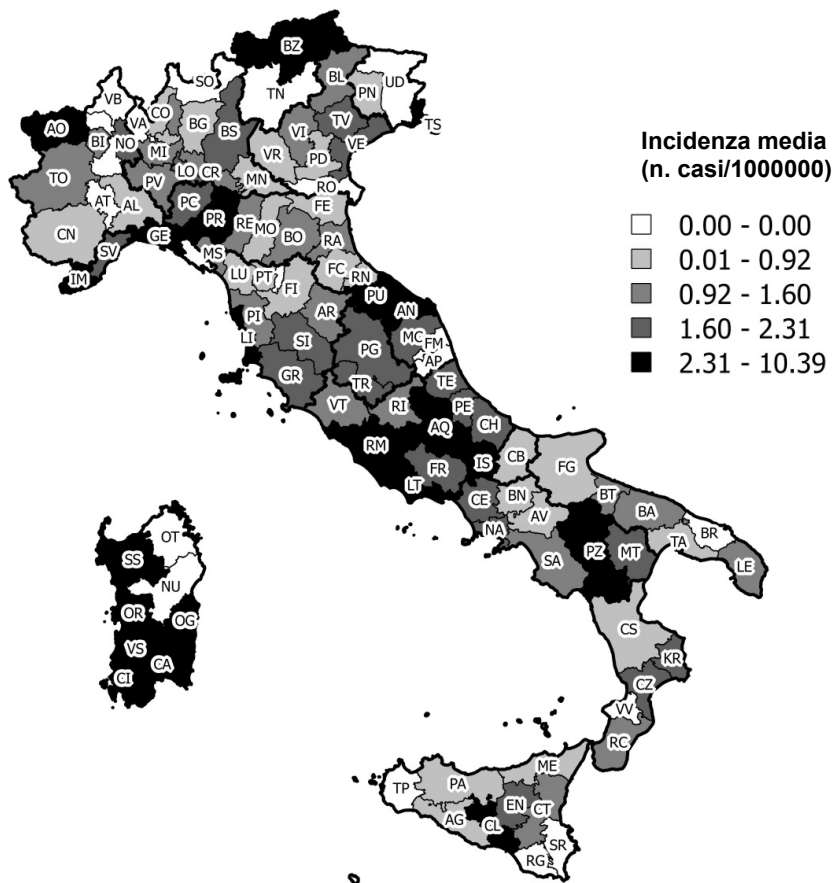 BZ
SO
BL
UD
VB
TN
PN
CO
VA
BG
TV
AO
BS
VI
TS
BI
NO
MI
VR
PD
VE
TO
LO
CR
MN
PV
RO
AT
AL
PC
FE
PR
RE
MO
CN
GE
BO
RA
SV
MS
FC
LU
PT
RN
IM
FI
PU
PI
AR
AN
LI
SI
MC
FM
PG
AP
GR
TE
TR
VT
RI
PE
CH
AQ
RM
IS
CB
FG
FR
LT
CE
BN
BT
AV
BA
NA
BR
OT
PZ
MT
TA
SS
SA
LE
NU
OR
OG
CS
VS
CA
KR
CI
CZ
VV
RC
ME
TP
PA
EN
CT
AG
CL
SR
RG
Incidenza media
(n. casi/1000000)
0.00 - 0.00
0.01 - 0.92
0.92 - 1.60
1.60 - 2.31
2.31 - 10.39